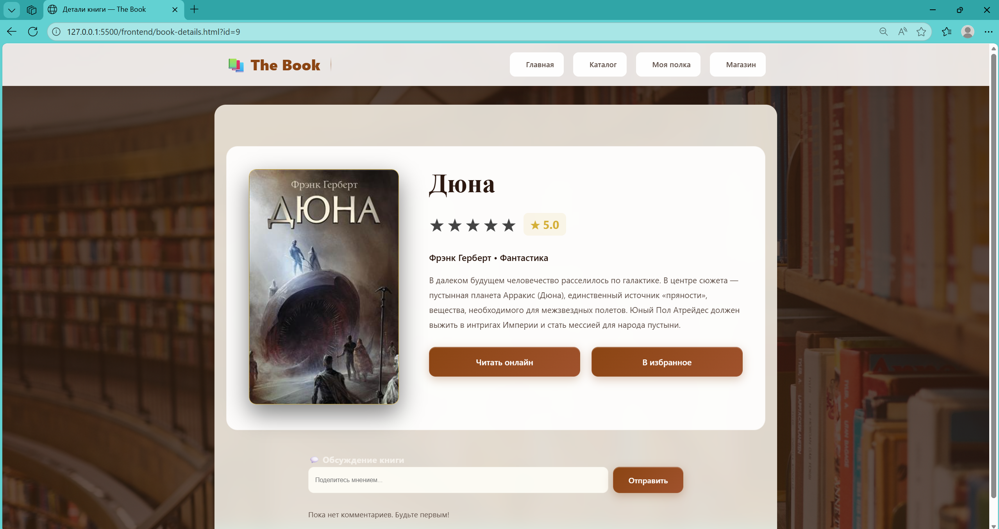 Детали книги — The Book
127.0.0.1:5500/frontend/book-details.html?id=9
The Book
Главная
Каталог
Моя полка
Магазин
Фрэнк Герберт
ДЮНА
Дюна
★★★★★ ★ 5.0
Фрэнк Герберт • Фантастика
В далеком будущем человечество расселилось по галактике. В центре сюжета —
пустынная планета Арракис (Дюна), единственный источник «пряности»,
вещества, необходимого для межзвездных полетов. Юный Пол Атрейдес должен
выжить в интригах Империи и стать мессией для народа пустыни.
Читать онлайн
В избранное
Обсуждение книги
Поделитесь мнением...
Отправить
Пока нет комментариев. Будьте первым!